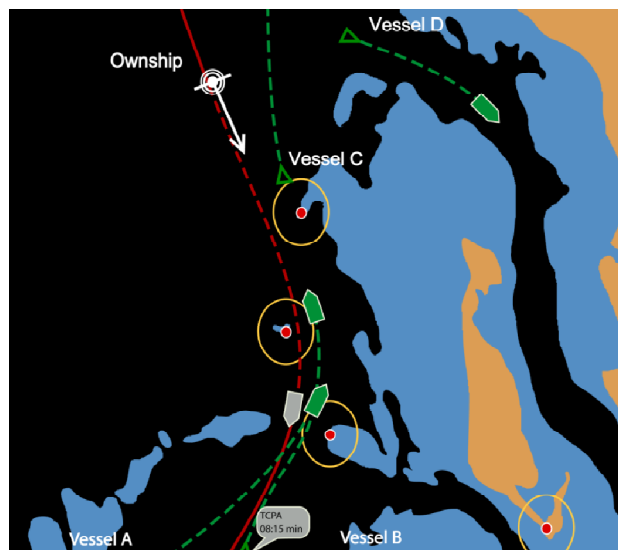 Vessel D
Ownship
Vessel C
TCPA
08:15 min
Vessel A
Vessel B